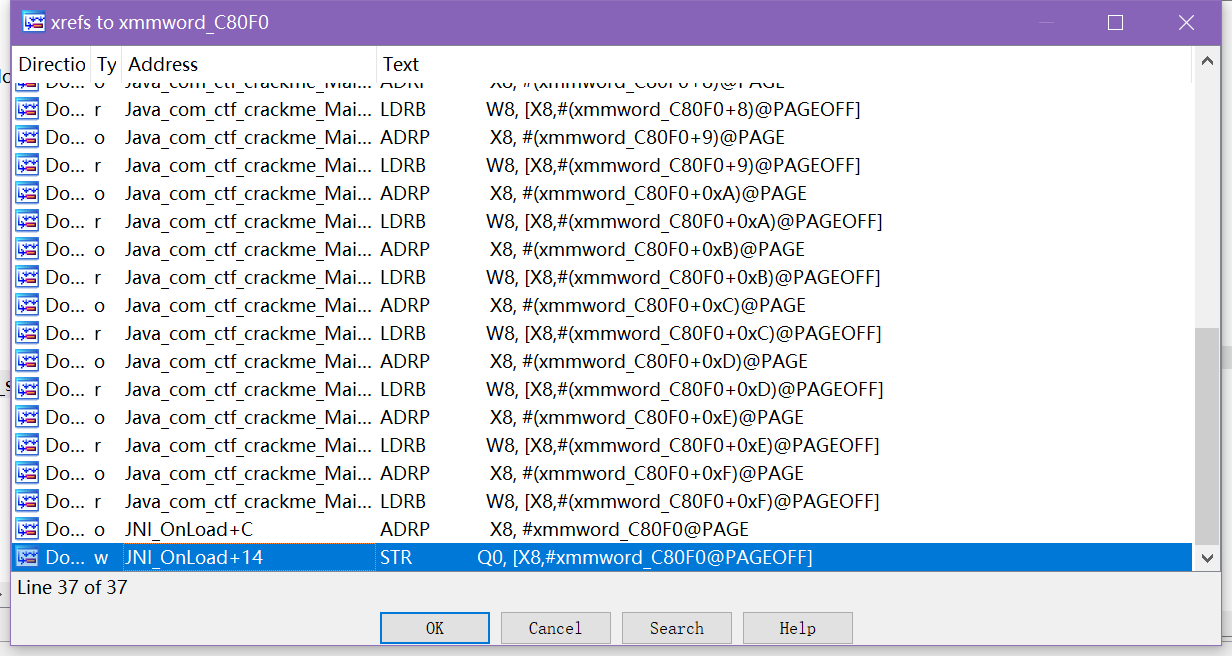 xrefs to xmmword_C80F0
Directio Ty Address Text
Do... o Java_com_ctf_crackme_Mai... ADRP X8, #(xmmword_C80F0+8)@PAGE
Do... r Java_com_ctf_crackme_Mai... LDRB W8, [X8,#(xmmword_C80F0+8)@PAGEOFF]
Do... o Java_com_ctf_crackme_Mai... ADRP X8, #(xmmword_C80F0+9)@PAGE
Do... r Java_com_ctf_crackme_Mai... LDRB W8, [X8,#(xmmword_C80F0+9)@PAGEOFF]
Do... o Java_com_ctf_crackme_Mai... ADRP X8, #(xmmword_C80F0+0xA)@PAGE
Do... r Java_com_ctf_crackme_Mai... LDRB W8, [X8,#(xmmword_C80F0+0xA)@PAGEOFF]
Do... o Java_com_ctf_crackme_Mai... ADRP X8, #(xmmword_C80F0+0xB)@PAGE
Do... r Java_com_ctf_crackme_Mai... LDRB W8, [X8,#(xmmword_C80F0+0xB)@PAGEOFF]
Do... o Java_com_ctf_crackme_Mai... ADRP X8, #(xmmword_C80F0+0xC)@PAGE
Do... r Java_com_ctf_crackme_Mai... LDRB W8, [X8,#(xmmword_C80F0+0xC)@PAGEOFF]
Do... o Java_com_ctf_crackme_Mai... ADRP X8, #(xmmword_C80F0+0xD)@PAGE
Do... r Java_com_ctf_crackme_Mai... LDRB W8, [X8,#(xmmword_C80F0+0xD)@PAGEOFF]
Do... o Java_com_ctf_crackme_Mai... ADRP X8, #(xmmword_C80F0+0xE)@PAGE
Do... r Java_com_ctf_crackme_Mai... LDRB W8, [X8,#(xmmword_C80F0+0xE)@PAGEOFF]
Do... o Java_com_ctf_crackme_Mai... ADRP X8, #(xmmword_C80F0+0xF)@PAGE
Do... r Java_com_ctf_crackme_Mai... LDRB W8, [X8,#(xmmword_C80F0+0xF)@PAGEOFF]
Do... o JNI_OnLoad+C ADRP X8, #xmmword_C80F0@PAGE
Do... w JNI_OnLoad+14 STR Q0, [X8,#xmmword_C80F0@PAGEOFF]
Line 37 of 37
OK Cancel Search Help